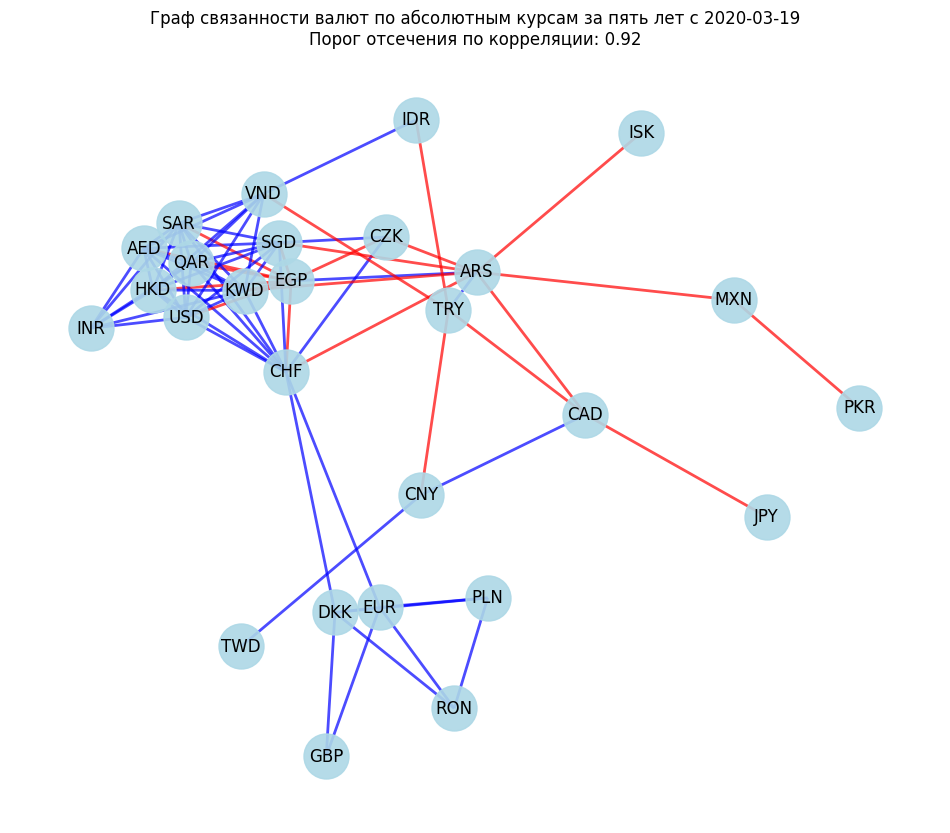 Граф связанности валют по абсолютным курсам за пять лет с 2020-03-19
Порог отсечения по корреляции: 0.92
IDR
ISK
VND
SAR
CZK
SGD
AED
QAR
ARS
EGP
HKD
KWD
MXN
TRY
USD
INR
CHF
PKR
CAD
CNY
JPY
PLN
EUR
DKK
TWD
RON
GBP